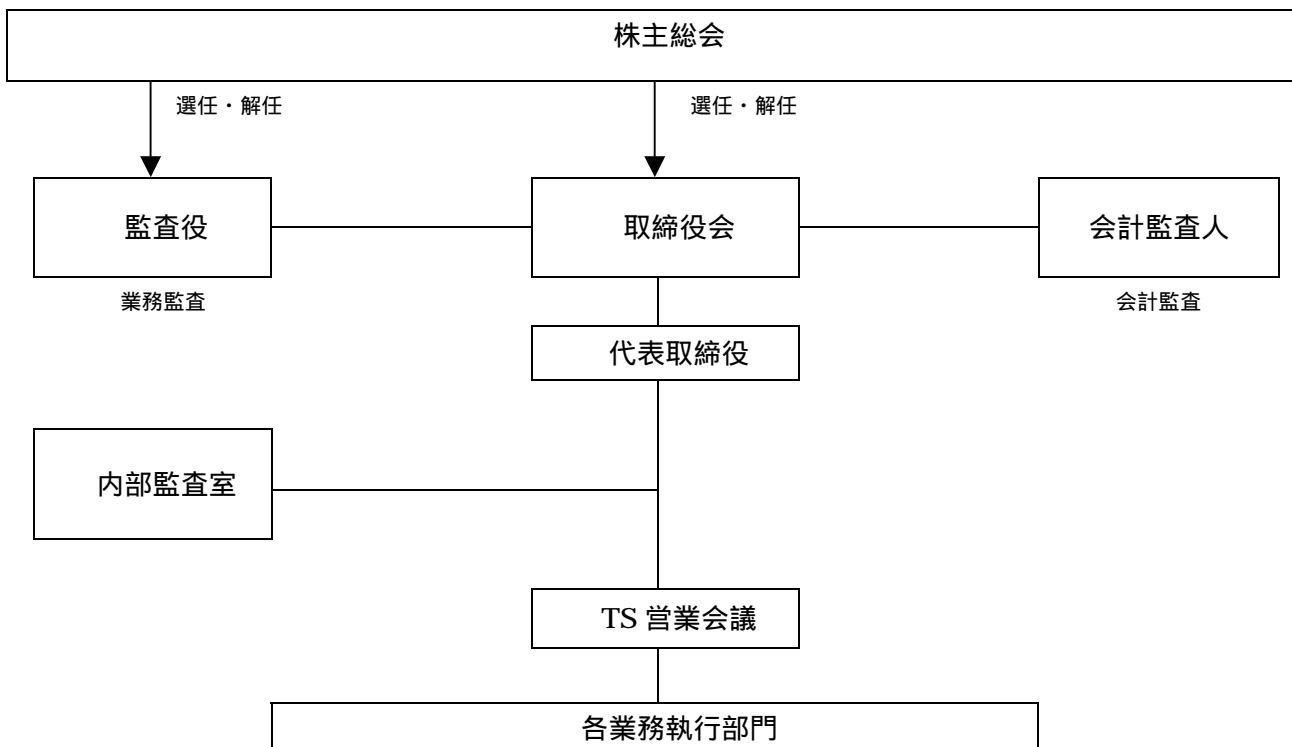 株主総会
選任・解任
選任・解任
監査役
取締役会
会計監査人
業務監査
会計監査
代表取締役
内部監査室
TS 営業会議
各業務執行部門